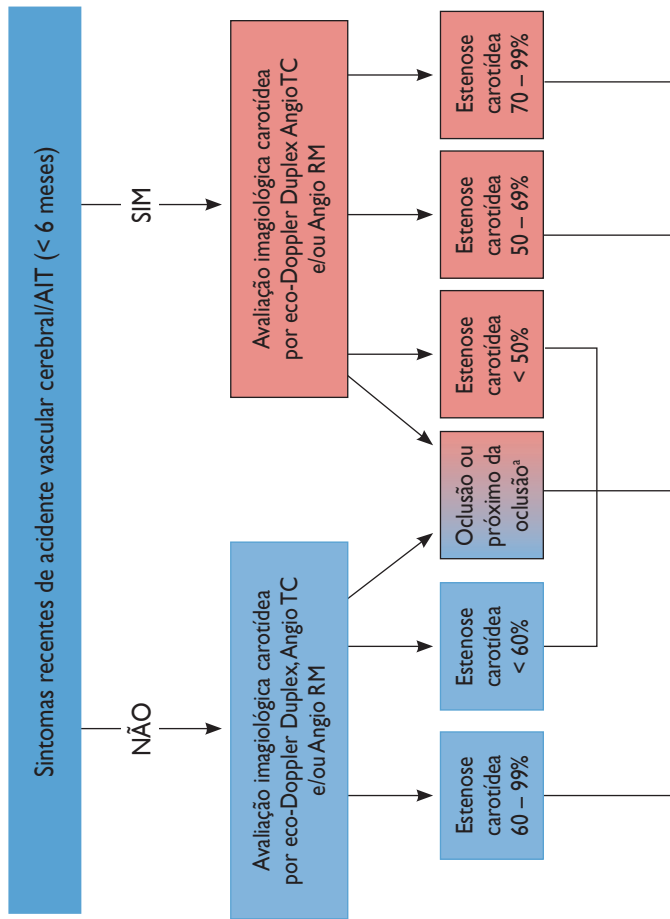 Sintomas recentes de acidente vascular cerebral/AIT (< 6 meses)
NÃO
SIM
Avaliação imagiológica carotídea
por eco-Doppler Duplex, Angio TC
e/ou Angio RM
Avaliação imagiológica carotídea
por eco-Doppler Duplex Angio TC
e/ou Angio RM
Estenose
carotídea
60 – 99%
Estenose
carotídea
< 60%
Oclusão ou
próximo da
oclusãoᵃ
Estenose
carotídea
< 50%
Estenose
carotídea
50 – 69%
Estenose
carotídea
70 – 99%